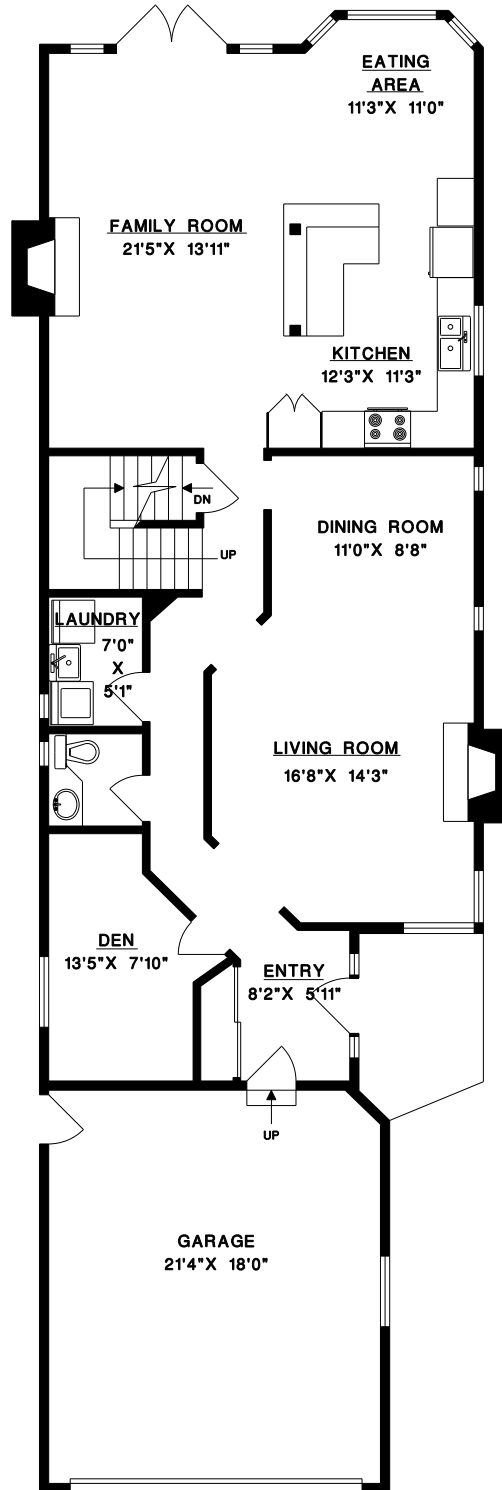 EATING
AREA
11'3"X 11'0"
FAMILY ROOM
21'5"X 13'11"
KITCHEN
12'3"X 11'3"
DN
UP
DINING ROOM
11'0"X 8'8"
LAUNDRY
7'0"
X
5'1"
LIVING ROOM
16'8"X 14'3"
DEN
13'5"X 7'10"
ENTRY
8'2"X 5'11"
UP
GARAGE
21'4"X 18'0"